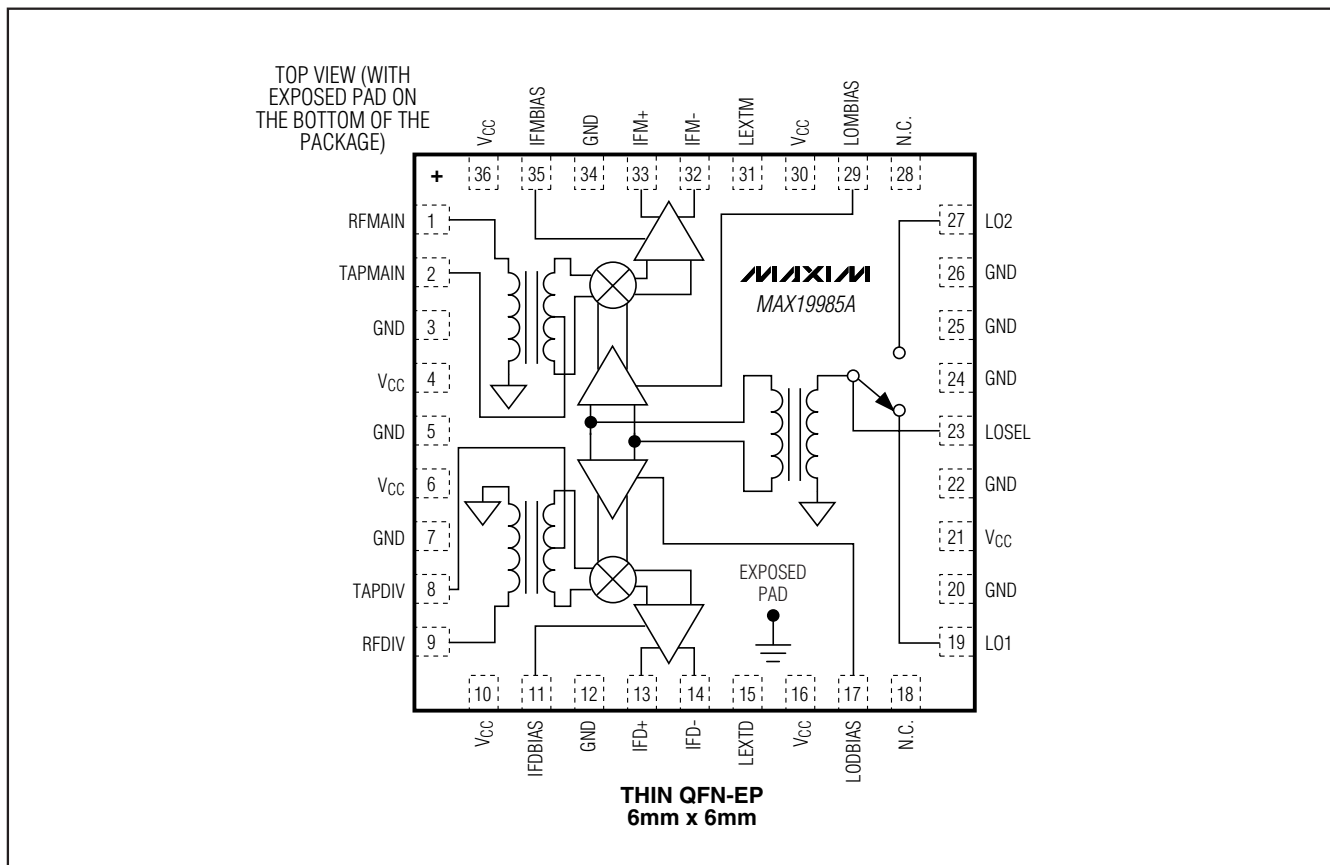 TOP VIEW (WITH
EXPOSED PAD ON
THE BOTTOM OF THE
PACKAGE)
VCC
IFMBIAS
GND
IFM+
IFM-
LEXTM
VCC
LOMBIAS
N.C.
+
36
35
34
33
32
31
30
29
28
RFMAIN 1
TAPMAIN 2
GND 3
VCC 4
GND 5
VCC 6
GND 7
TAPDIV 8
RFDIV 9
MAXIM
MAX19985A
27 LO2
26 GND
25 GND
24 GND
23 LOSEL
22 GND
21 VCC
20 GND
19 LO1
EXPOSED
PAD
10
11
12
13
14
15
16
17
18
VCC
IFDBIAS
GND
IFD+
IFD-
LEXTD
VCC
LODBIAS
N.C.
THIN QFN-EP
6mm x 6mm